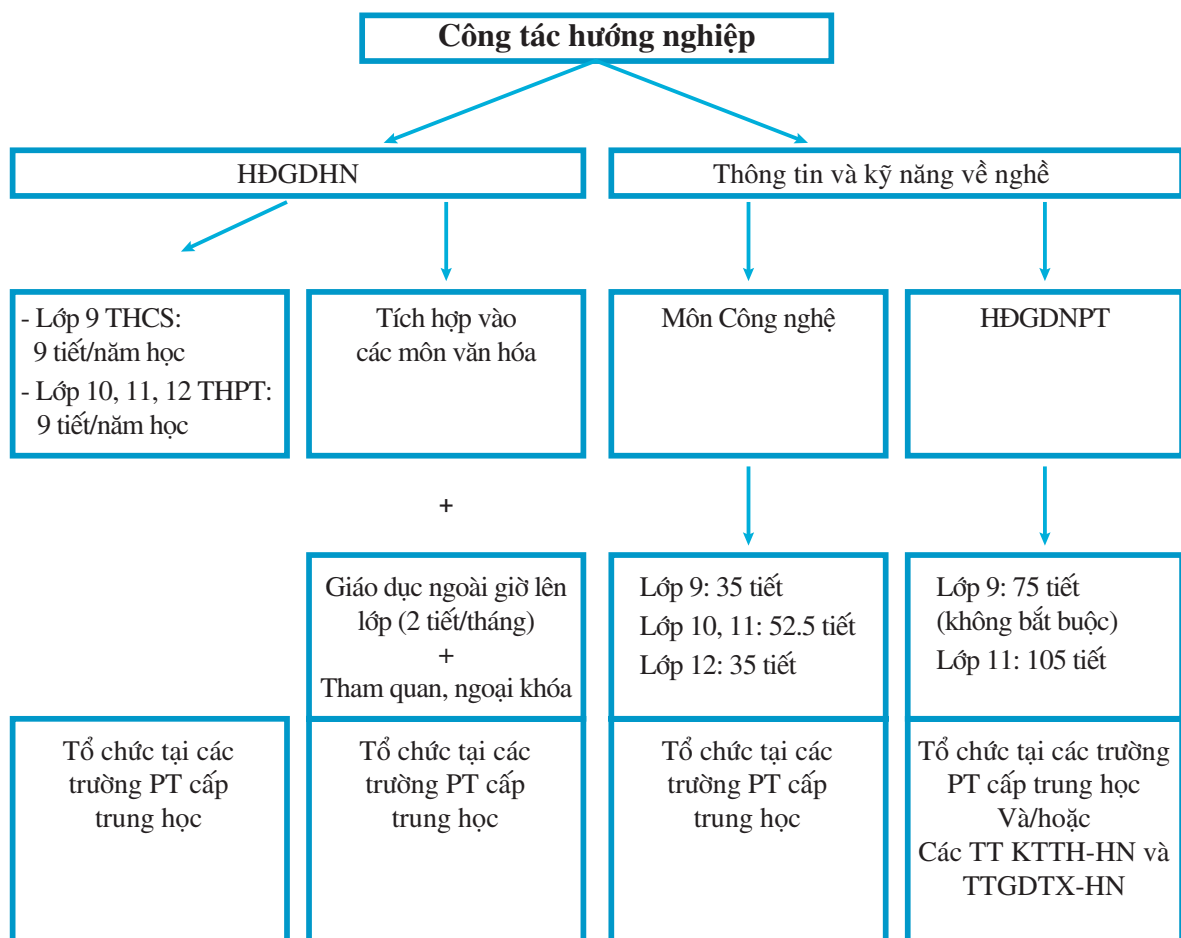 Công tác hướng nghiệp
HĐGDHN
Thông tin và kỹ năng về nghề
- Lớp 9 THCS:
9 tiết/năm học
- Lớp 10, 11, 12 THPT:
9 tiết/năm học
Tích hợp vào
các môn văn hóa
Môn Công nghệ
HĐGDNPT
+
Giáo dục ngoài giờ lên
lớp (2 tiết/tháng)
+
Tham quan, ngoại khóa
Lớp 9: 35 tiết
Lớp 10, 11: 52.5 tiết
Lớp 12: 35 tiết
Lớp 9: 75 tiết
(không bắt buộc)
Lớp 11: 105 tiết
Tổ chức tại các
trường PT cấp
trung học
Tổ chức tại các
trường PT cấp
trung học
Tổ chức tại các
trường PT cấp
trung học
Tổ chức tại các trường
PT cấp trung học
Và/hoặc
Các TT KTTH-HN và
TTGDTX-HN